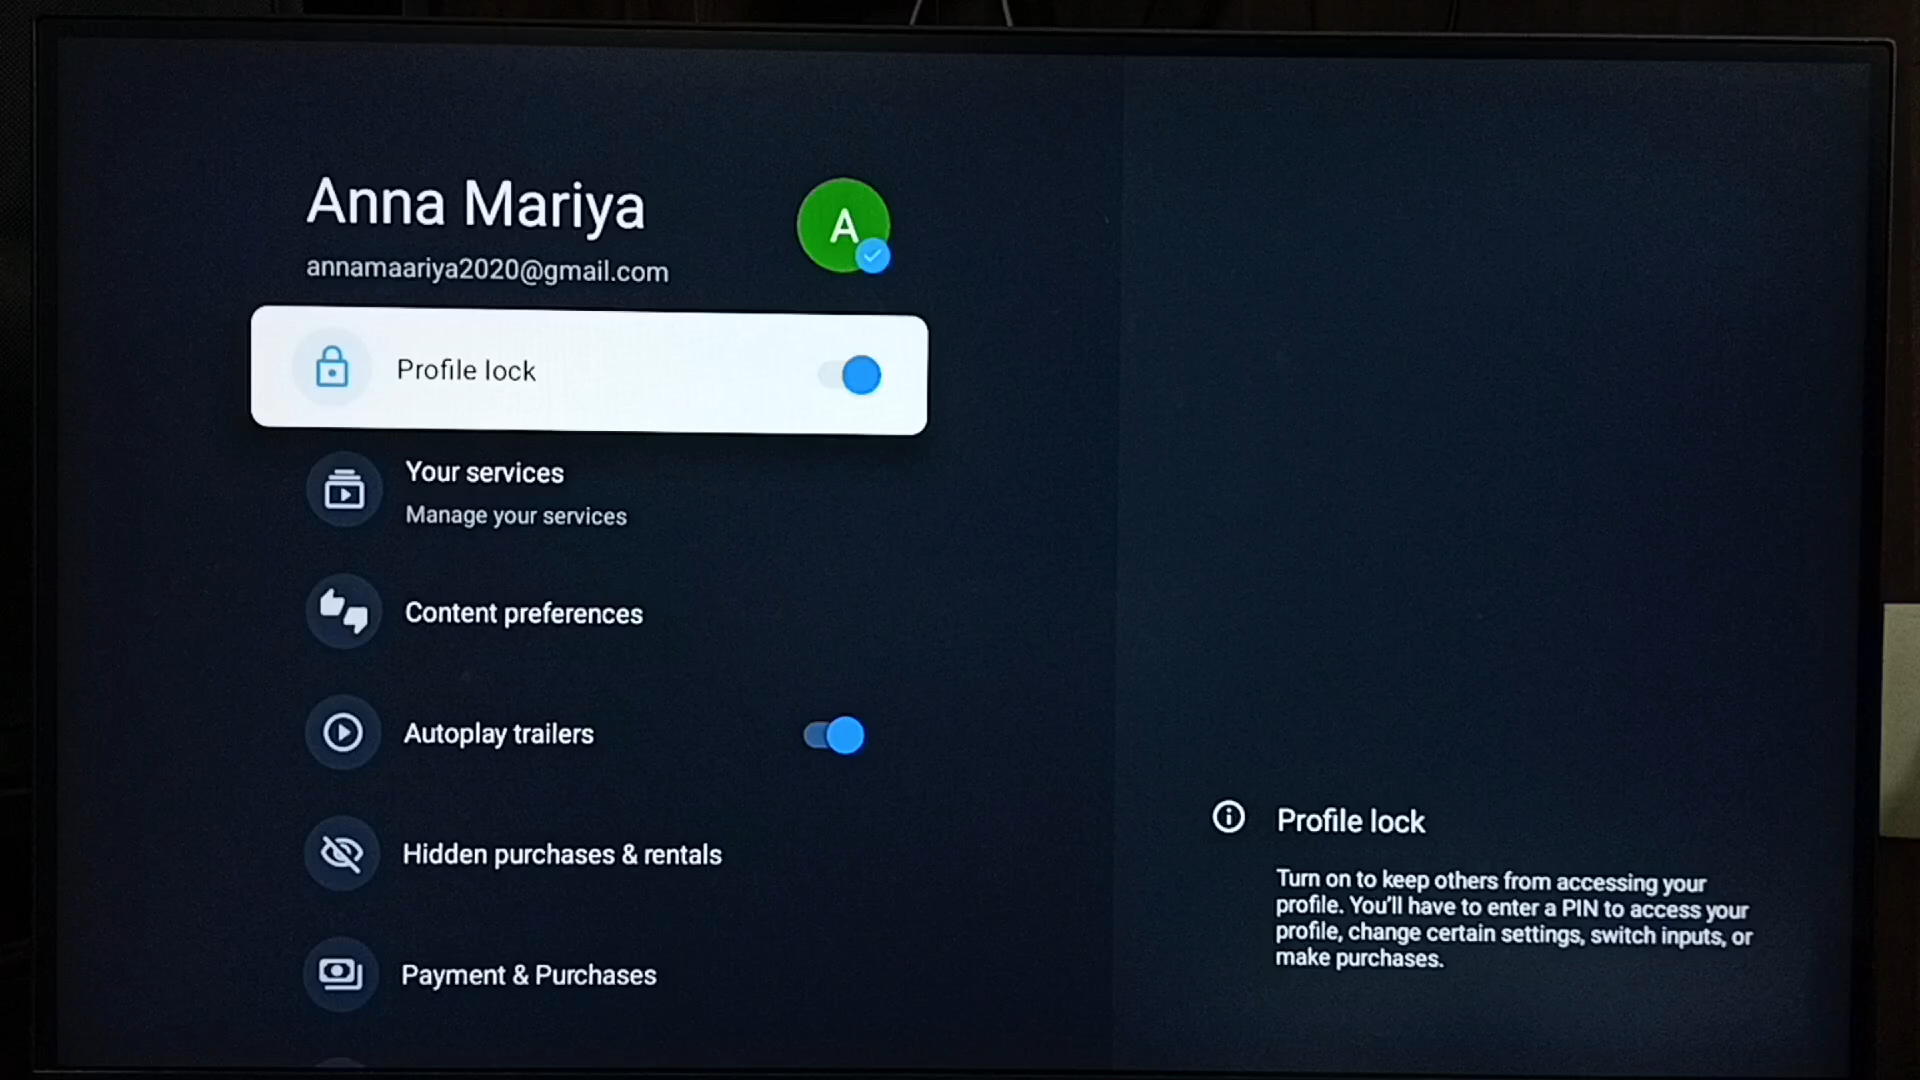 Anna Mariya
A
annamaariya2020@gmail.com
Profile lock
Your services
Manage your services
Content preferences
Autoplay trailers
Hidden purchases & rentals
Payment & Purchases
Profile lock
Turn on to keep others from accessing your
profile. You'll have to enter a PIN to access your
profile, change certain settings, switch inputs, or
make purchases.